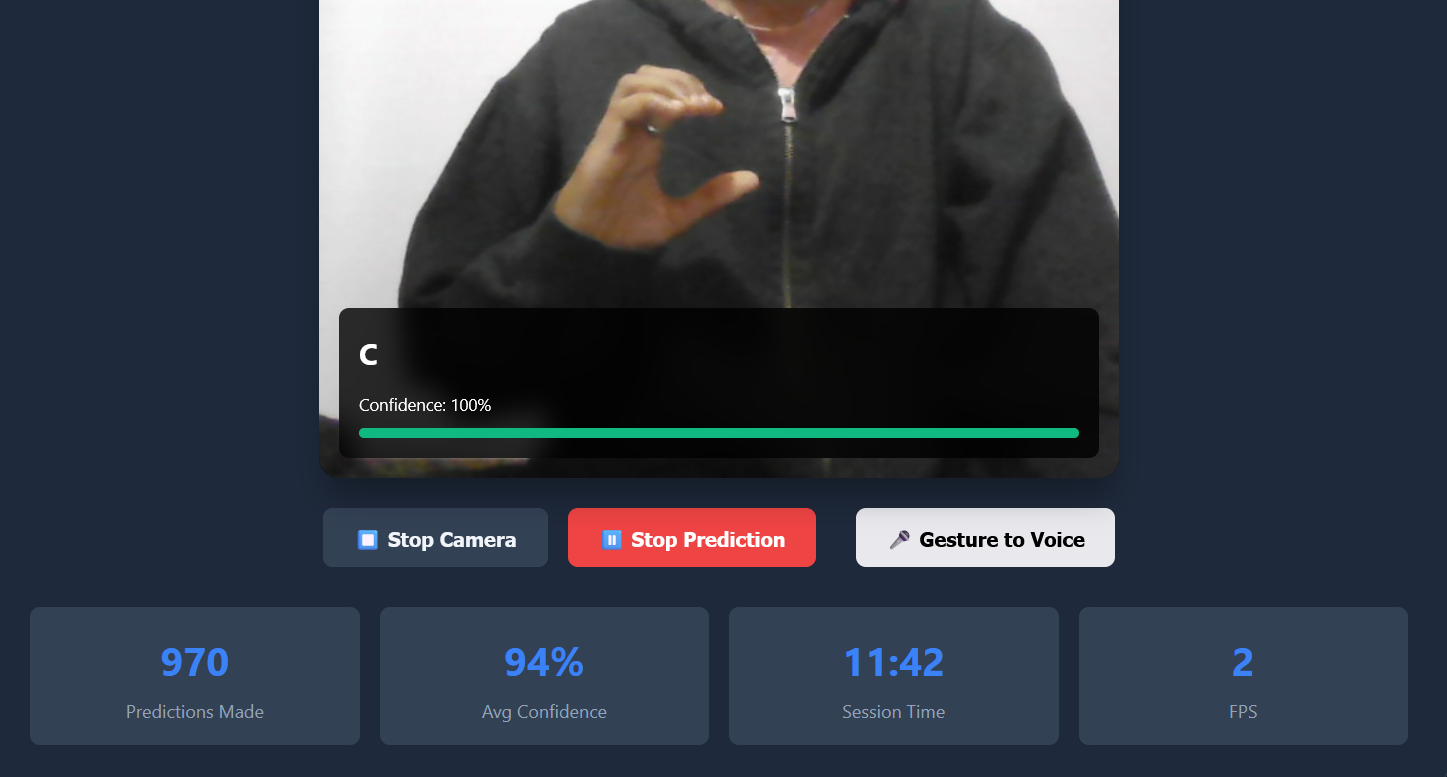 C
Confidence: 100%
Stop Camera
Stop Prediction
Gesture to Voice
970
Predictions Made
94%
Avg Confidence
11:42
Session Time
2
FPS